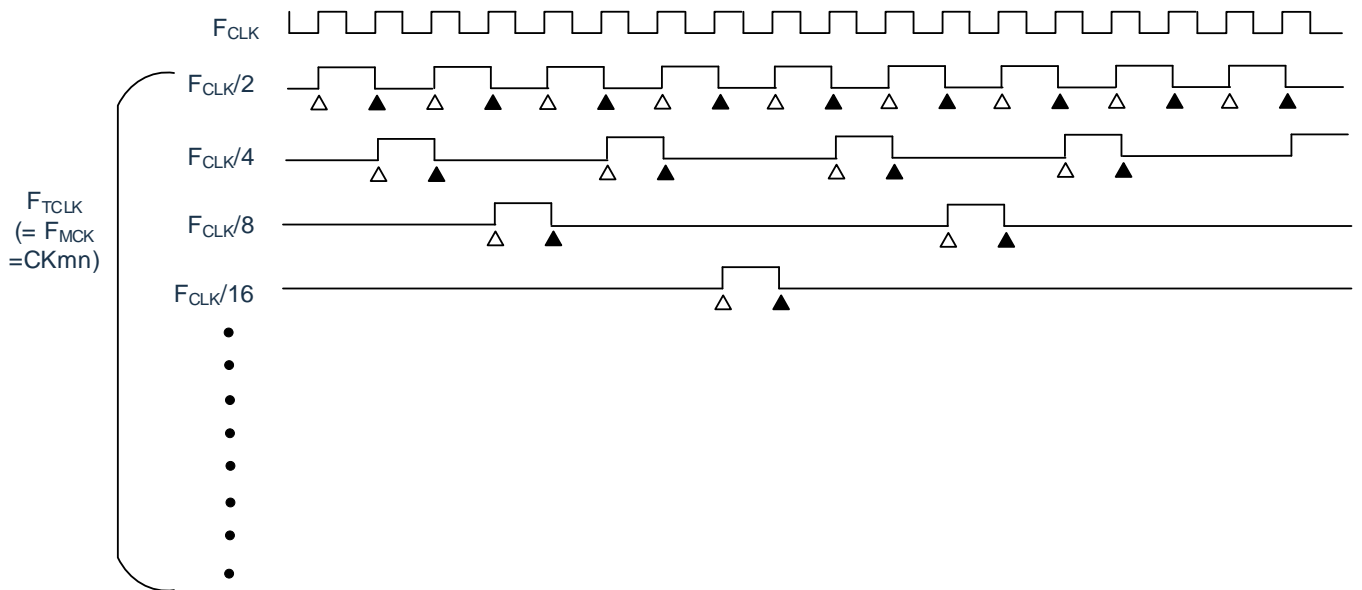 FCLK
FCLK/2
FCLK/4
FCLK/8
FCLK/16
FTCLK
(= FMCK
=CKmn)